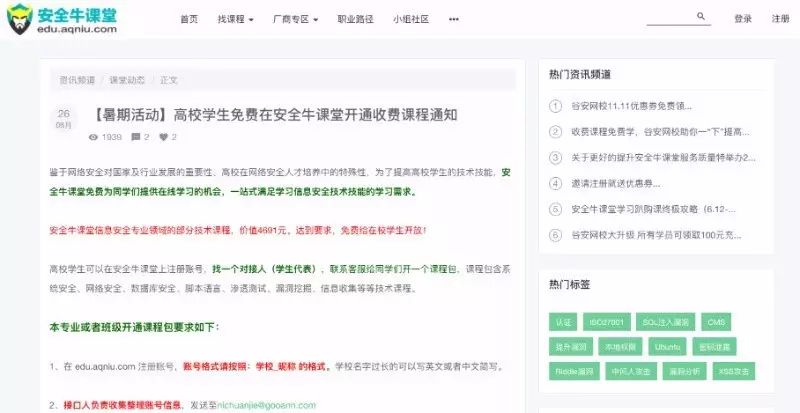 安全牛课堂
edu.aqniu.com
首页 找课程 厂商专区 职业路径 小组社区 ••• 登录 注册
资讯频道 / 课堂动态 / 正文
26
08月
【暑期活动】高校学生免费在安全牛课堂开通收费课程通知
1939 2 2
鉴于网络安全对国家及行业发展的重要性、高校在网络安全人才培养中的特殊性，为了提高高校学生的技术技能，安
全牛课堂免费为同学们提供在线学习的机会，一站式满足学习信息安全技术技能的学习需求。
安全牛课堂信息安全专业领域的部分技术课程，价值4691元。达到要求，免费给在校学生开放！
高校学生可以在安全牛课堂上注册账号，找一个对接人（学生代表），联系客服给同学们开一个课程包，课程包含系
统安全、网络安全、数据库安全、脚本语言、渗透测试、漏洞挖掘、信息收集等等技术课程。
本专业或者班级开通课程包要求如下：
1、在 edu.aqniu.com 注册账号，账号格式请按照：学校_昵称 的格式。学校名字过长的可以写英文或者中文简写。
2、接口人负责收集整理账号信息，发送至nichuanjie@gooann.com
热门资讯频道
1 谷安网校11.11优惠券免费领...
2 收费课程免费学，谷安网校助你一“下”提高...
3 关于更好的提升安全牛课堂服务质量特举办2...
4 邀请注册就送优惠券...
5 安全牛课堂学习趴购课终极攻略（6.12-...
6 谷安网校大升级 所有学员可领取100元充...
热门标签
认证 ISO27001 SQL注入漏洞 CMS
提升漏洞 本地权限 Ubuntu 密钥泄露
Riddle漏洞 中间人攻击 漏洞分析 XSS攻击